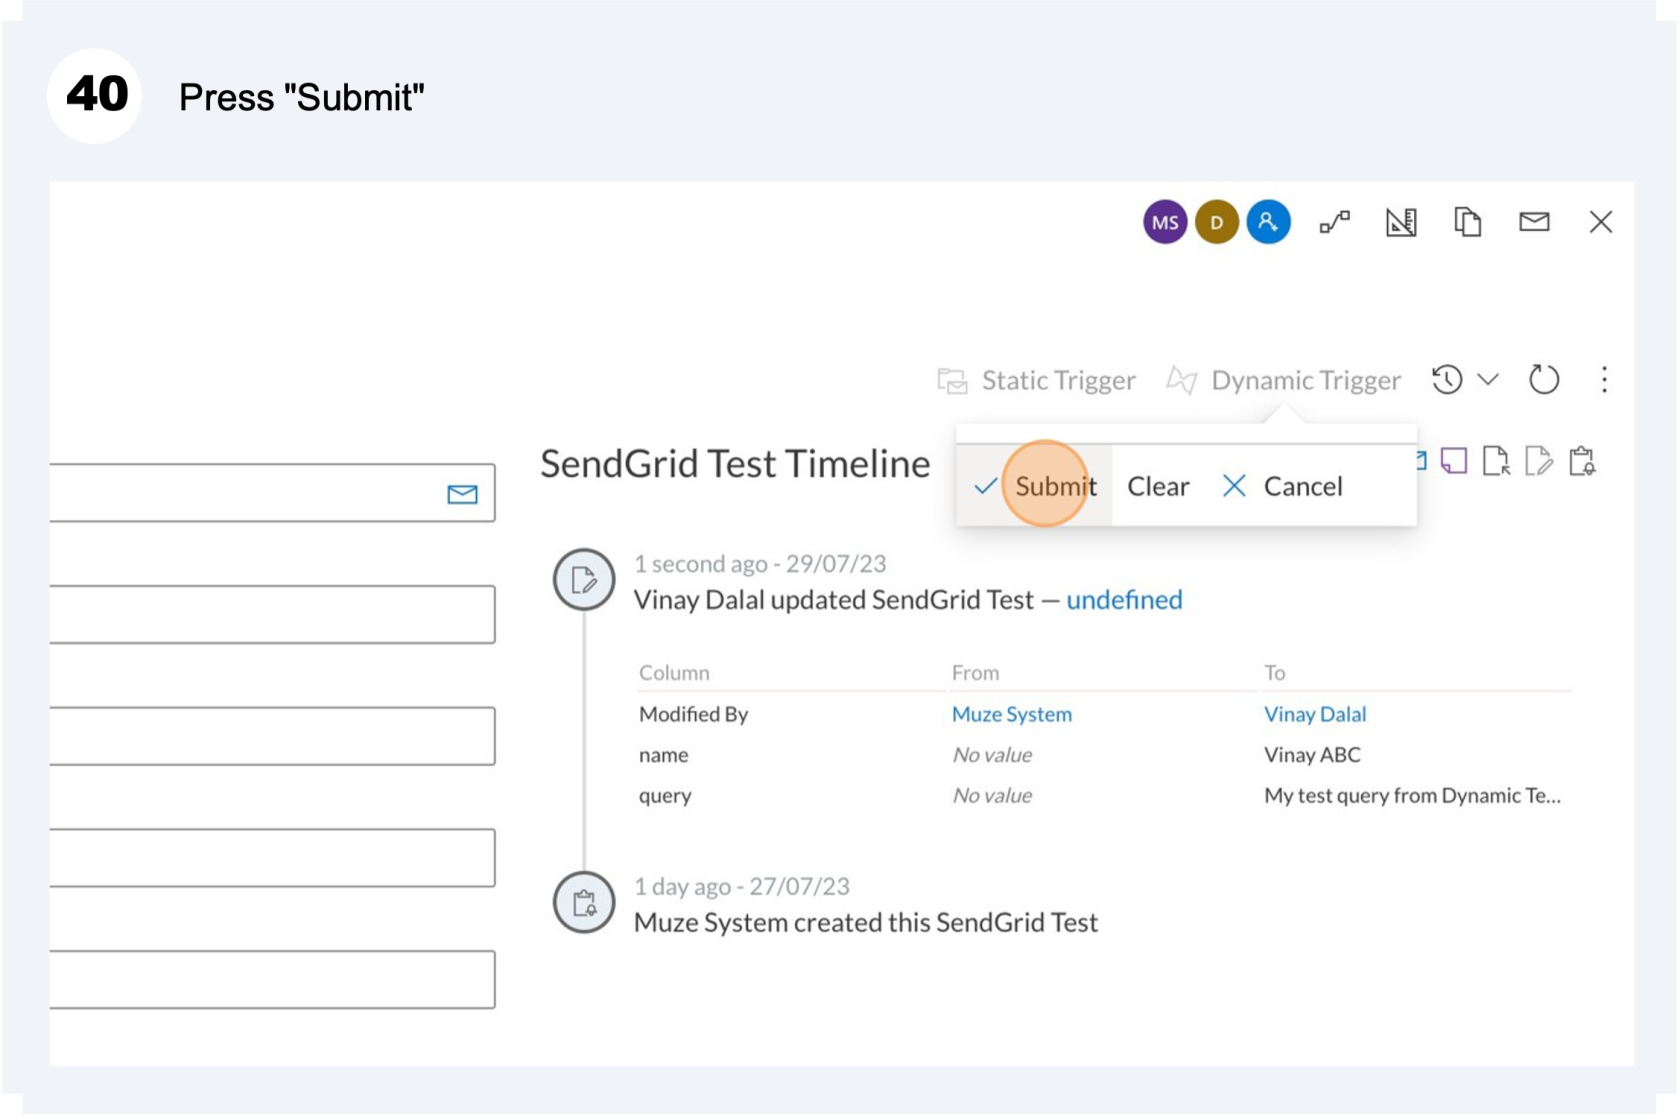 40 Press "Submit"
MS D
Static Trigger Dynamic Trigger
SendGrid Test Timeline
Submit Clear Cancel
1 second ago - 29/07/23
Vinay Dalal updated SendGrid Test — undefined
Column From To
Modified By Muze System Vinay Dalal
name No value Vinay ABC
query No value My test query from Dynamic Te...
1 day ago - 27/07/23
Muze System created this SendGrid Test